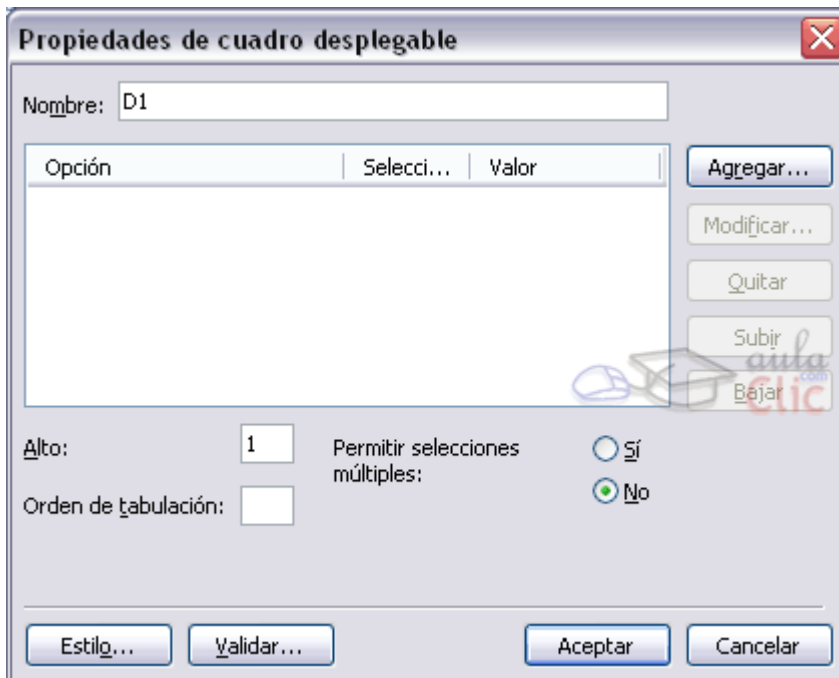 Propiedades de cuadro desplegable
Nombre: D1
Opción Selecci... Valor
Agregar...
Modificar...
Quitar
Subir
Bajar
aula
Clic
.com
Alto: 1
Permitir selecciones
múltiples:
Sí
No
Orden de tabulación:
Estilo... Validar... Aceptar Cancelar